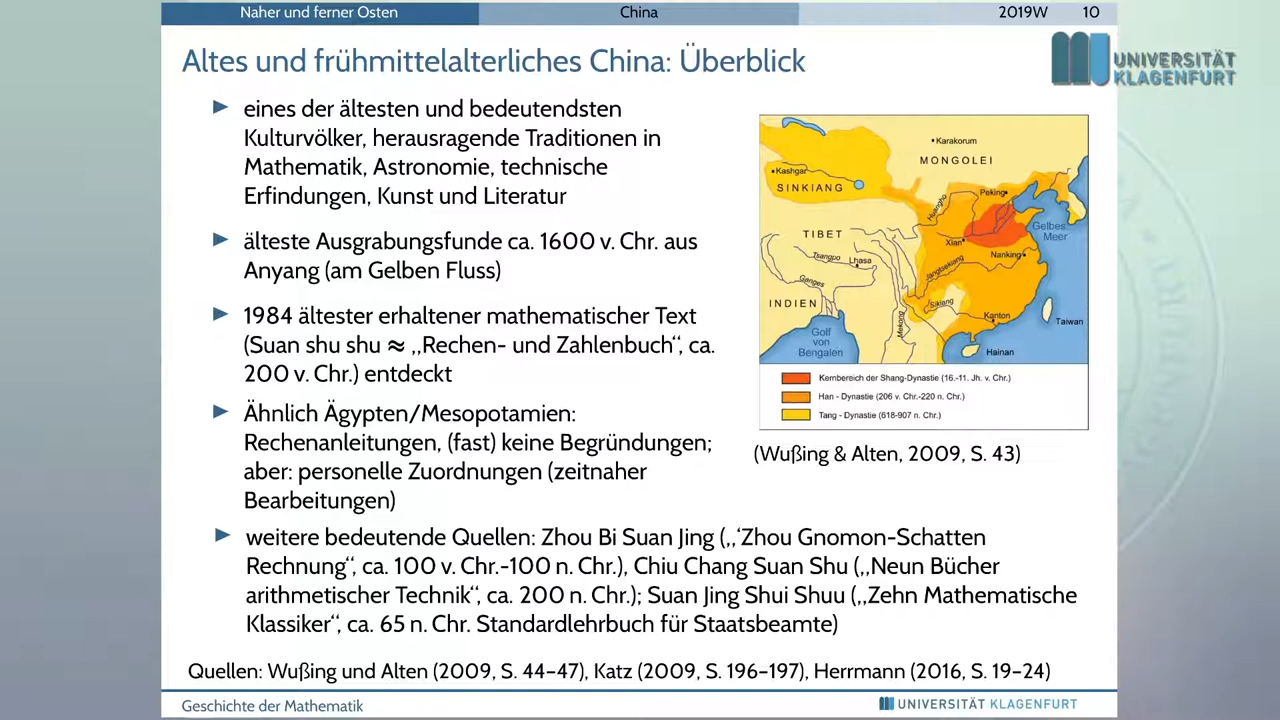 Naher und ferner Osten China 2019W 10
Altes und frühmittelalterliches China: Überblick
UNIVERSITÄT
KLAGENFURT
eines der ältesten und bedeutendsten
Kulturvölker, herausragende Traditionen in
Mathematik, Astronomie, technische
Erfindungen, Kunst und Literatur
älteste Ausgrabungsfunde ca. 1600 v. Chr. aus
Anyang (am Gelben Fluss)
1984 ältester erhaltener mathematischer Text
(Suan shu shu ≈ ,,Rechen- und Zahlenbuch“, ca.
200 v. Chr.) entdeckt
Ähnlich Ägypten/Mesopotamien:
Rechenanleitungen, (fast) keine Begründungen;
aber: personelle Zuordnungen (zeitnaher
Bearbeitungen)
Karakorum
MONGOLEI
Kashgar
SINKIANG
Peking
Huangho
TIBET
Gelbes
Meer
Xian
Nanking
Tsangpo
Lhasa
Jangtsekiang
Ganges
INDIEN
Sikiang
Kanton
Taiwan
Mekong
Golf
von
Bengalen
Hainan
Kernbereich der Shang-Dynastie (16.-11. Jh. v. Chr.)
Han - Dynastie (206 v. Chr.-220 n. Chr.)
Tang - Dynastie (618-907 n. Chr.)
(Wußing & Alten, 2009, S. 43)
weitere bedeutende Quellen: Zhou Bi Suan Jing (,,‘Zhou Gnomon-Schatten
Rechnung“, ca. 100 v. Chr.-100 n. Chr.), Chiu Chang Suan Shu (,,Neun Bücher
arithmetischer Technik“, ca. 200 n. Chr.); Suan Jing Shui Shuu (,,Zehn Mathematische
Klassiker“, ca. 65 n. Chr. Standardlehrbuch für Staatsbeamte)
Quellen: Wußing und Alten (2009, S. 44–47), Katz (2009, S. 196–197), Herrmann (2016, S. 19–24)
Geschichte der Mathematik UNIVERSITÄT KLAGENFURT